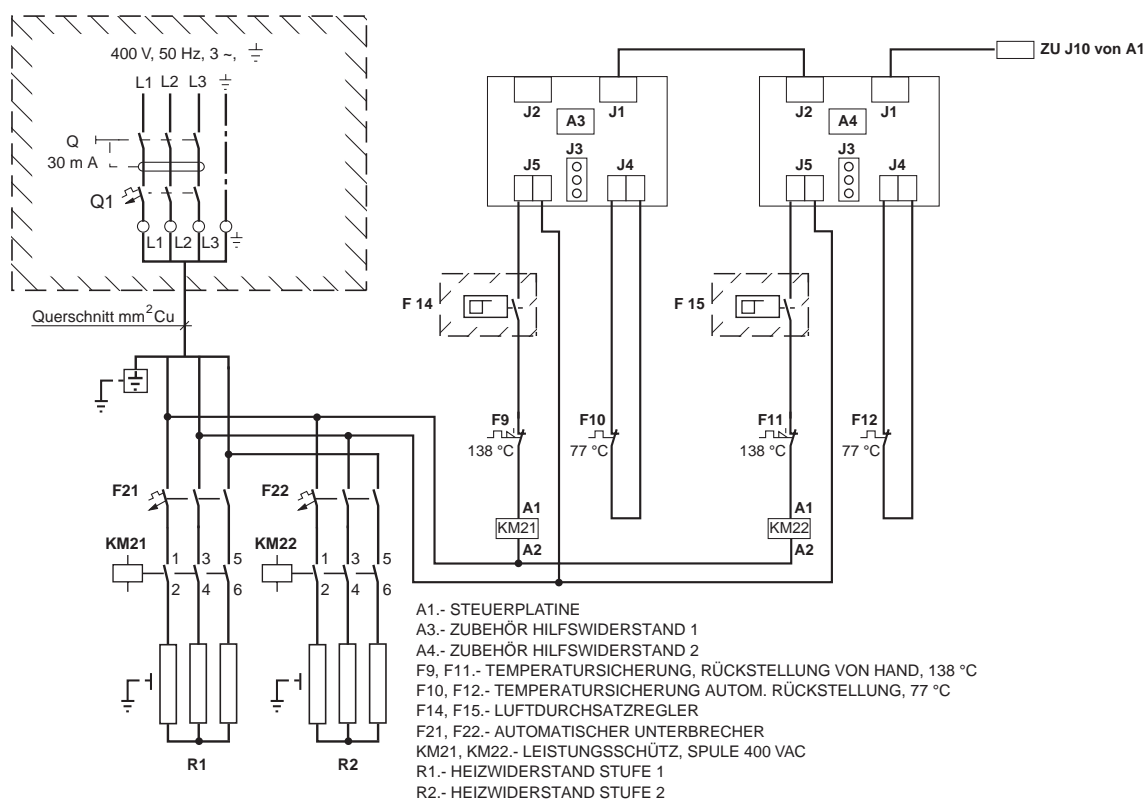 400 V, 50 Hz, 3 ~,
L1 L2 L3
Q
30 m A
Q1
L1 L2 L3
Querschnitt mm2Cu
ZU J10 von A1
J2 J1
A3
J3
J5 J4
J2 J1
A4
J3
J5 J4
F 14
F 15
F9
138 °C
F10
77 °C
F11
138 °C
F12
77 °C
A1
KM21
A2
A1
KM22
A2
F21
F22
KM21
1 3 5
2 4 6
KM22
1 3 5
2 4 6
R1
R2
A1.- STEUERPLATINE
A3.- ZUBEHÖR HILFSWIDERSTAND 1
A4.- ZUBEHÖR HILFSWIDERSTAND 2
F9, F11.- TEMPERATURSICHERUNG, RÜCKSTELLUNG VON HAND, 138 °C
F10, F12.- TEMPERATURSICHERUNG AUTOM. RÜCKSTELLUNG, 77 °C
F14, F15.- LUFTDURCHSATZREGLER
F21, F22.- AUTOMATISCHER UNTERBRECHER
KM21, KM22.- LEISTUNGSSCHÜTZ, SPULE 400 VAC
R1.- HEIZWIDERSTAND STUFE 1
R2.- HEIZWIDERSTAND STUFE 2